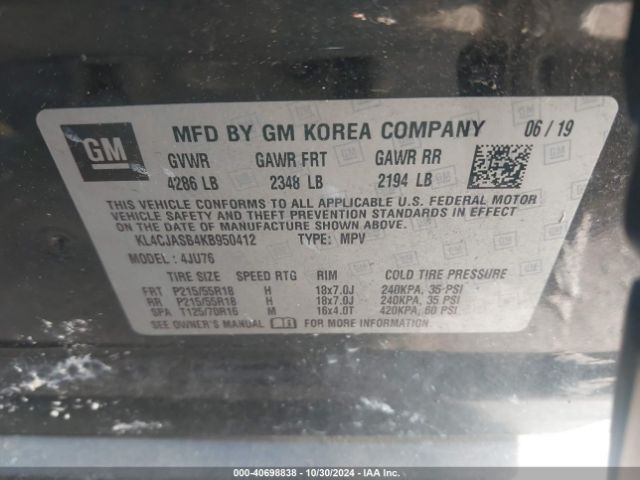 GM
MFD BY GM KOREA COMPANY 06/19
GVWR GAWR FRT GAWR RR
4286 LB 2348 LB 2194 LB
THIS VEHICLE CONFORMS TO ALL APPLICABLE U.S. FEDERAL MOTOR
VEHICLE SAFETY AND THEFT PREVENTION STANDARDS IN EFFECT ON
THE DATE OF MANUFACTURE SHOWN ABOVE.
KL4CJASB4KB950412 TYPE: MPV
MODEL: 4JU76
TIRE SIZE SPEED RTG RIM COLD TIRE PRESSURE
FRT P215/55R18 H 18x7.0J 240KPA, 35 PSI
RR P215/55R18 H 18x7.0J 240KPA, 35 PSI
SPA T125/70R16 M 16x4.0T 420KPA, 60 PSI
SEE OWNER'S MANUAL FOR MORE INFORMATION
000-40698838 - 10/30/2024 - IAA Inc.